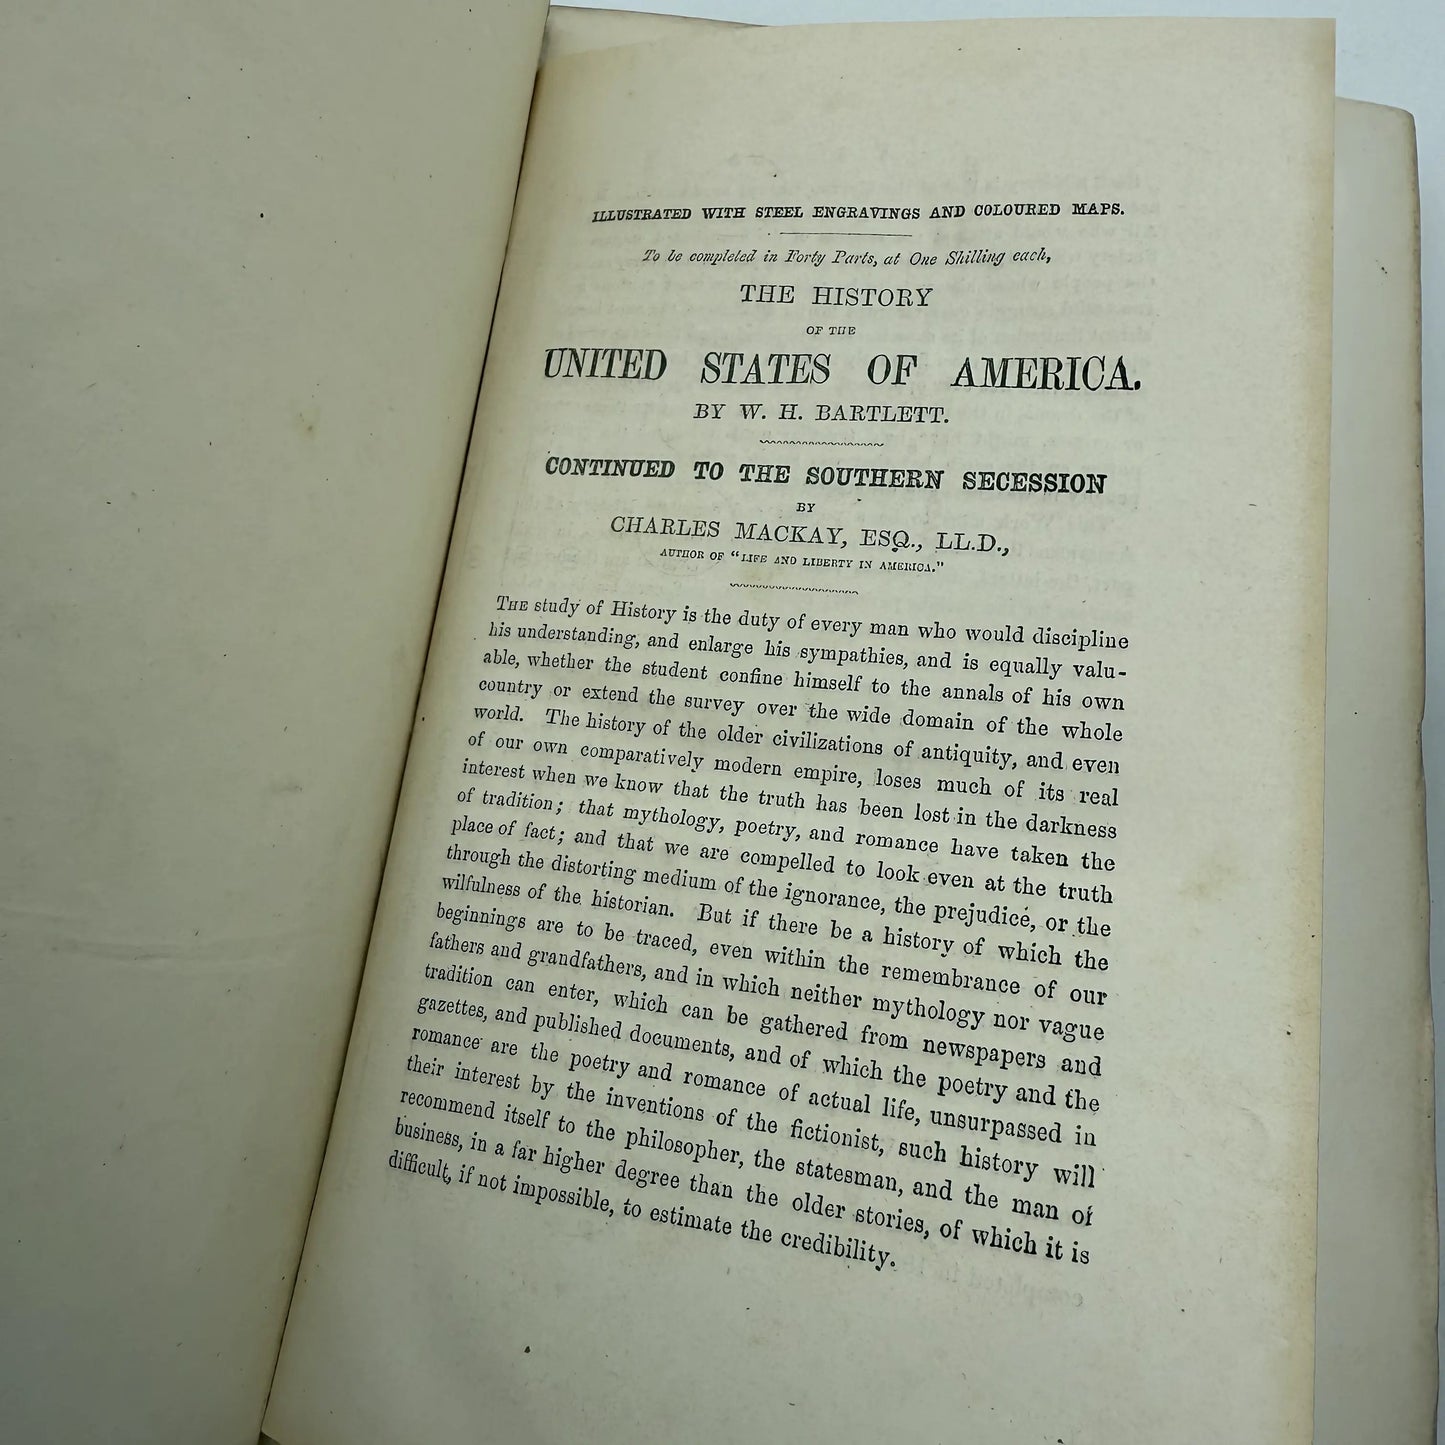 ILLUSTRATED WITH STEEL ENGRAVINGS AND COLOURED MAPS.
To be completed in Forty Parts, at One Shilling each,
THE HISTORY
OF THE
UNITED STATES OF AMERICA.
BY W. H. BARTLETT.
CONTINUED TO THE SOUTHERN SECESSION
BY
CHARLES MACKAY, ESQ., LL.D.,
AUTHOR OF "LIFE AND LIBERTY IN AMERICA."
THE study of History is the duty of every man who would discipline
his understanding, and enlarge his sympathies, and is equally valu-
able, whether the student confine himself to the annals of his own
country or extend the survey over the wide domain of the whole
world. The history of the older civilizations of antiquity, and even
of our own comparatively modern empire, loses much of its real
interest when we know that the truth has been lost in the darkness
of tradition; that mythology, poetry, and romance have taken the
place of fact; and that we are compelled to look even at the truth
through the distorting medium of the ignorance, the prejudice, or the
wilfulness of the historian. But if there be a history of which the
beginnings are to be traced, even within the remembrance of our
fathers and grandfathers, and in which neither mythology nor vague
tradition can enter, which can be gathered from newspapers and
gazettes, and published documents, and of which the poetry and the
romance are the poetry and romance of actual life, unsurpassed in
their interest by the inventions of the fictionist, such history will
recommend itself to the philosopher, the statesman, and the man of
business, in a far higher degree than the older stories, of which it is
difficult, if not impossible, to estimate the credibility.